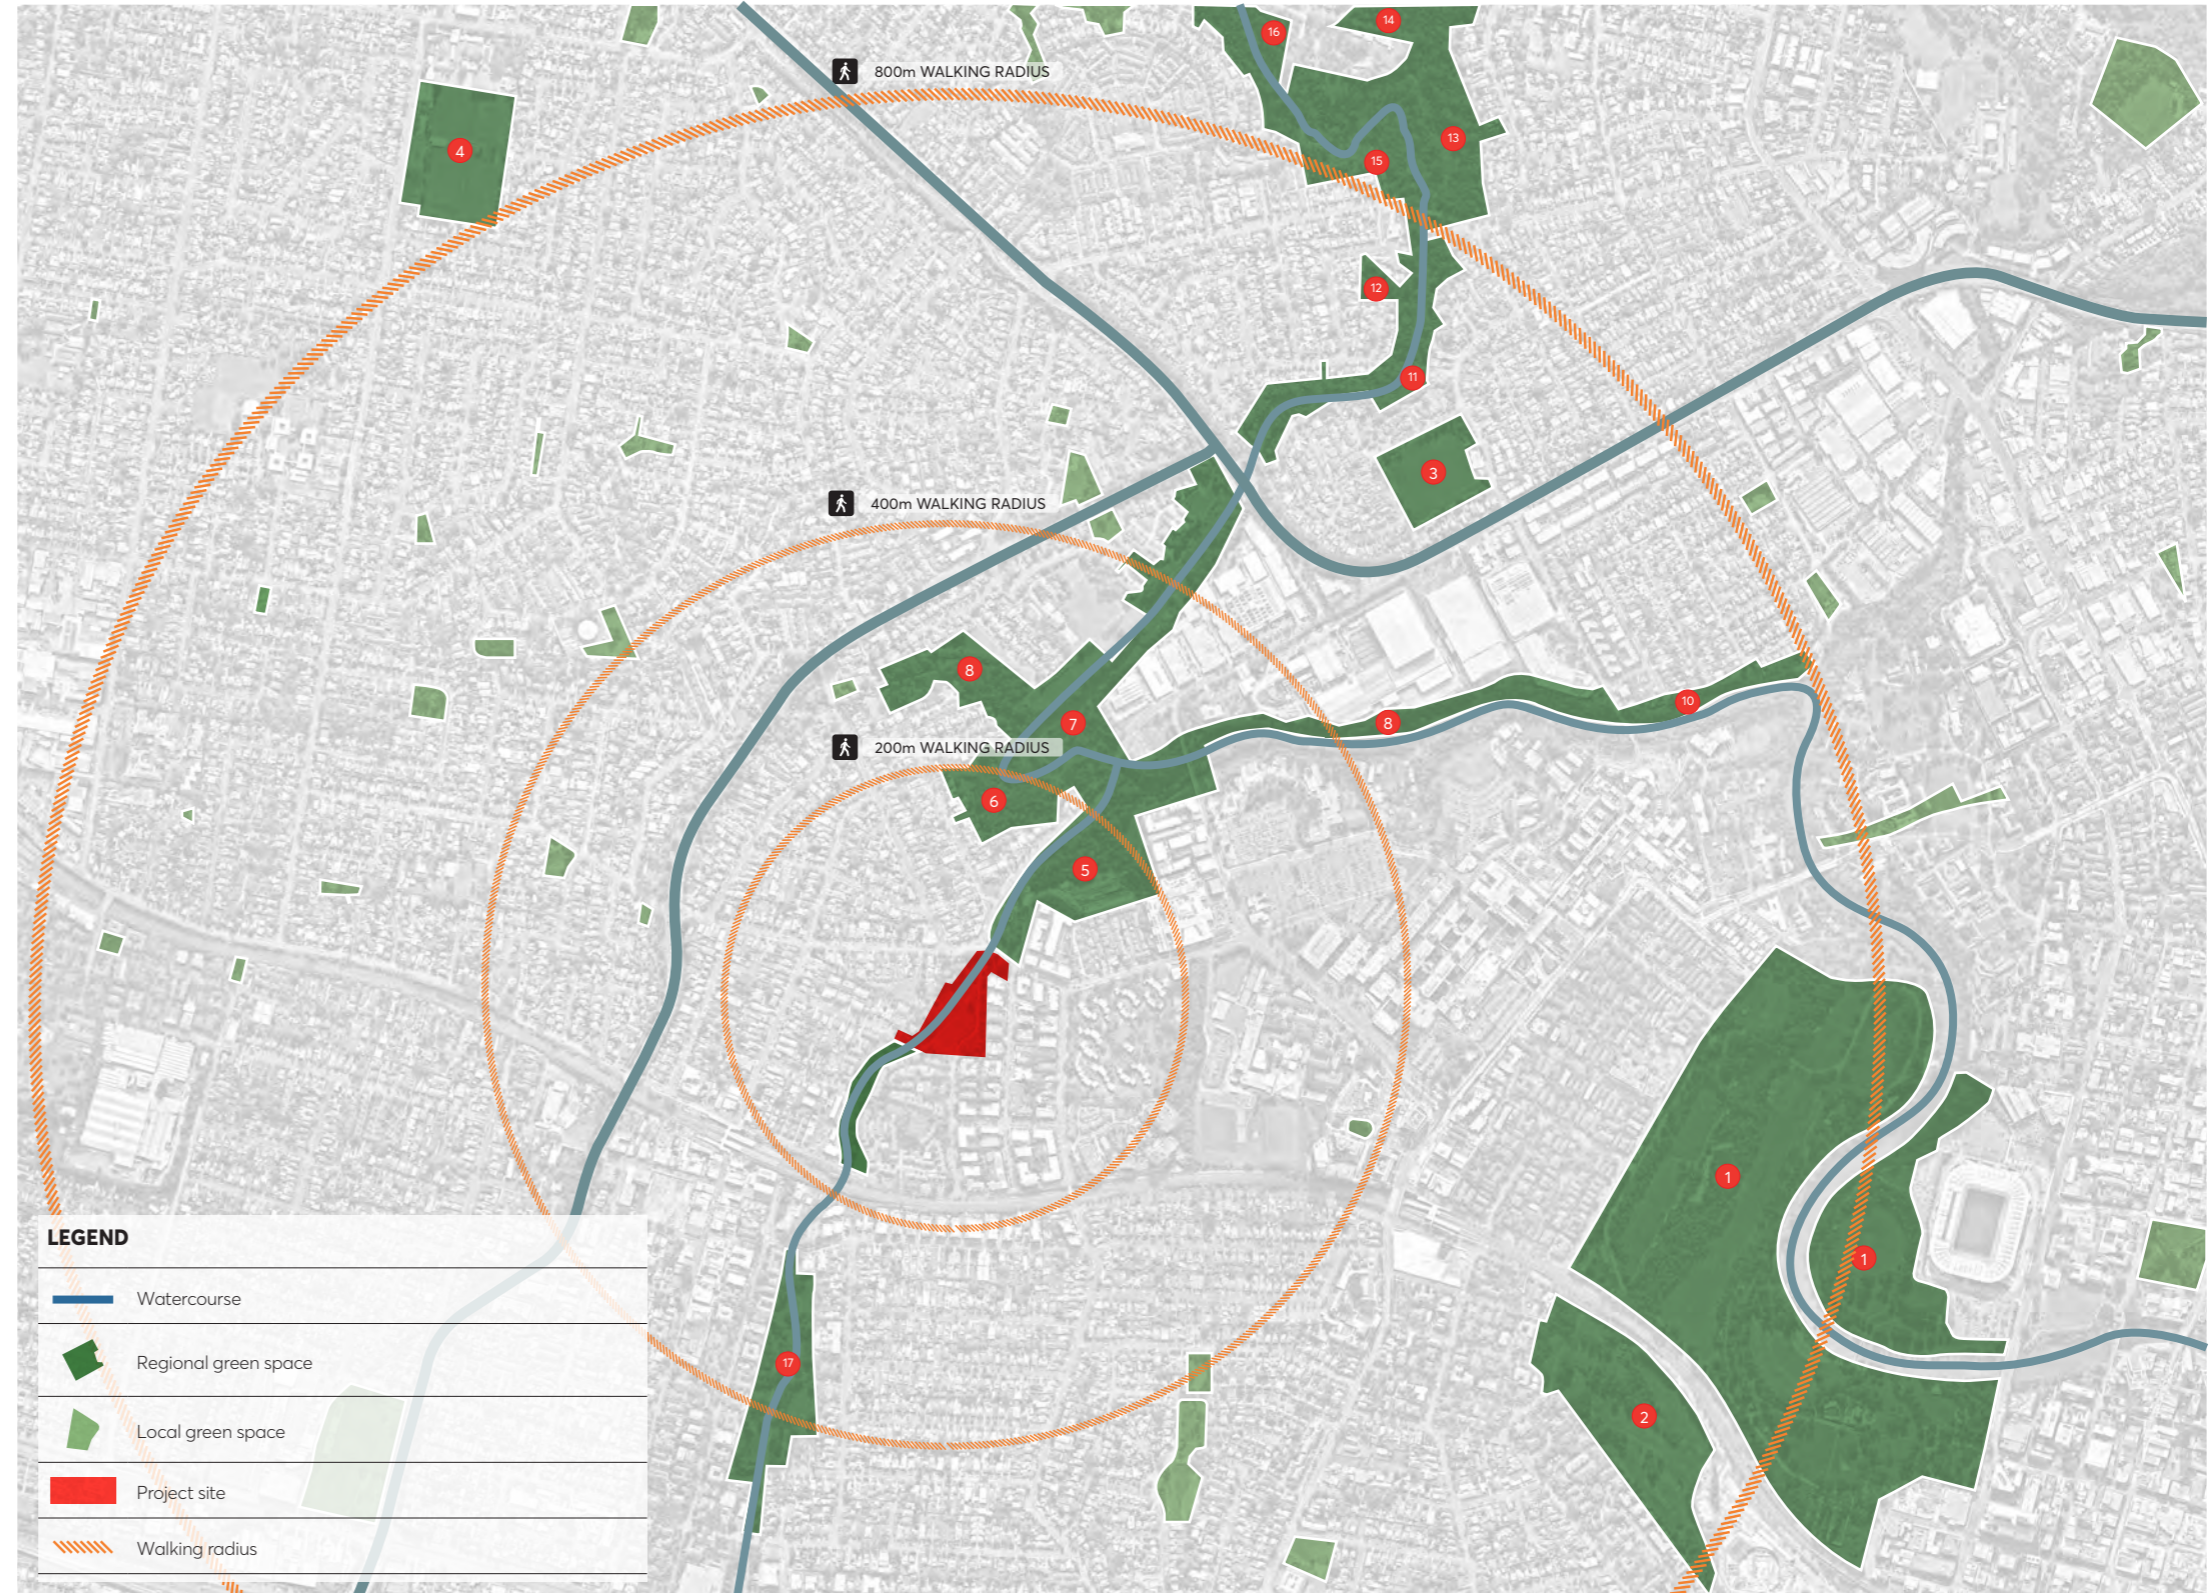 16
14
800m WALKING RADIUS
13
4
15
12
11
3
400m WALKING RADIUS
8
10
7
8
200m WALKING RADIUS
6
5
1
1
LEGEND
Watercourse
Regional green space
17
2
Local green space
Project site
Walking radius